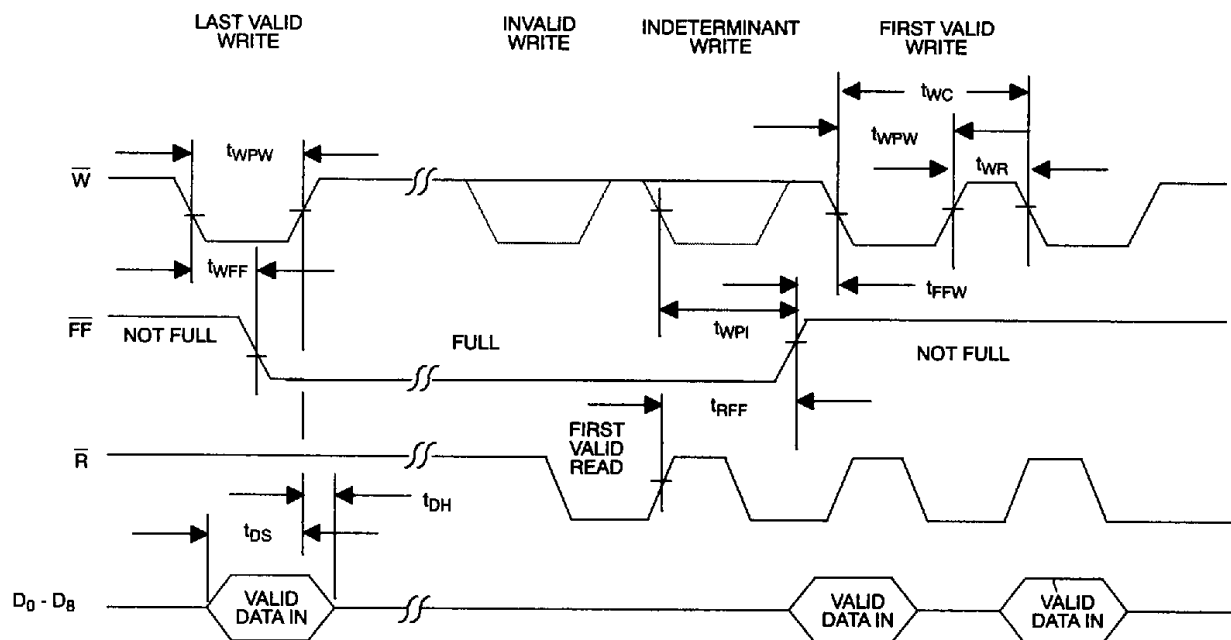 LAST VALID
WRITE
INVALID
WRITE
INDETERMINANT
WRITE
FIRST VALID
WRITE
tWC
tWPW
tWPW
tWR
W̅
tWFF
tFFW
tWPI
F̅F̅
NOT FULL
FULL
NOT FULL
tRFF
FIRST
VALID
READ
R̅
tDH
tDS
D0 - D8
VALID
DATA IN
VALID
DATA IN
VALID
DATA IN